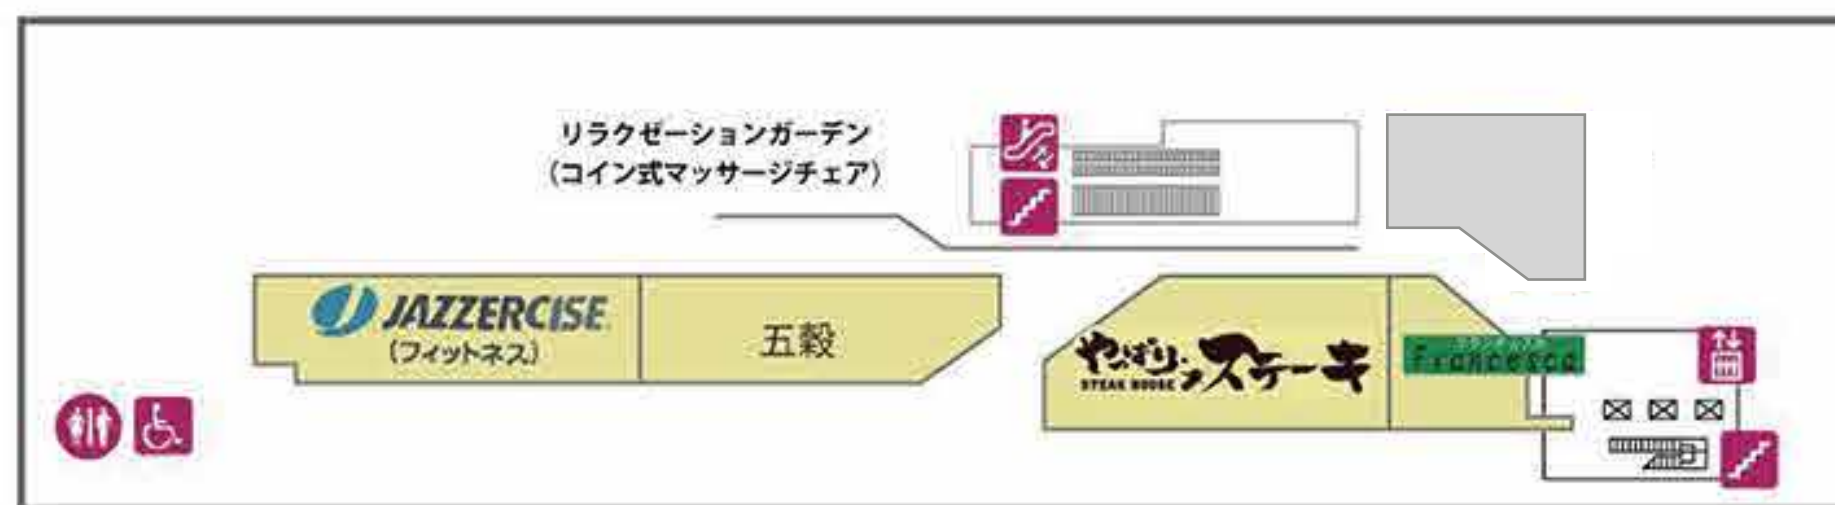 リラクゼーションガーデン
（コイン式マッサージチェア）
JAZZERCISE
（フィットネス）
五穀
やっぱりステーキ
STEAK HOUSE
Francesca